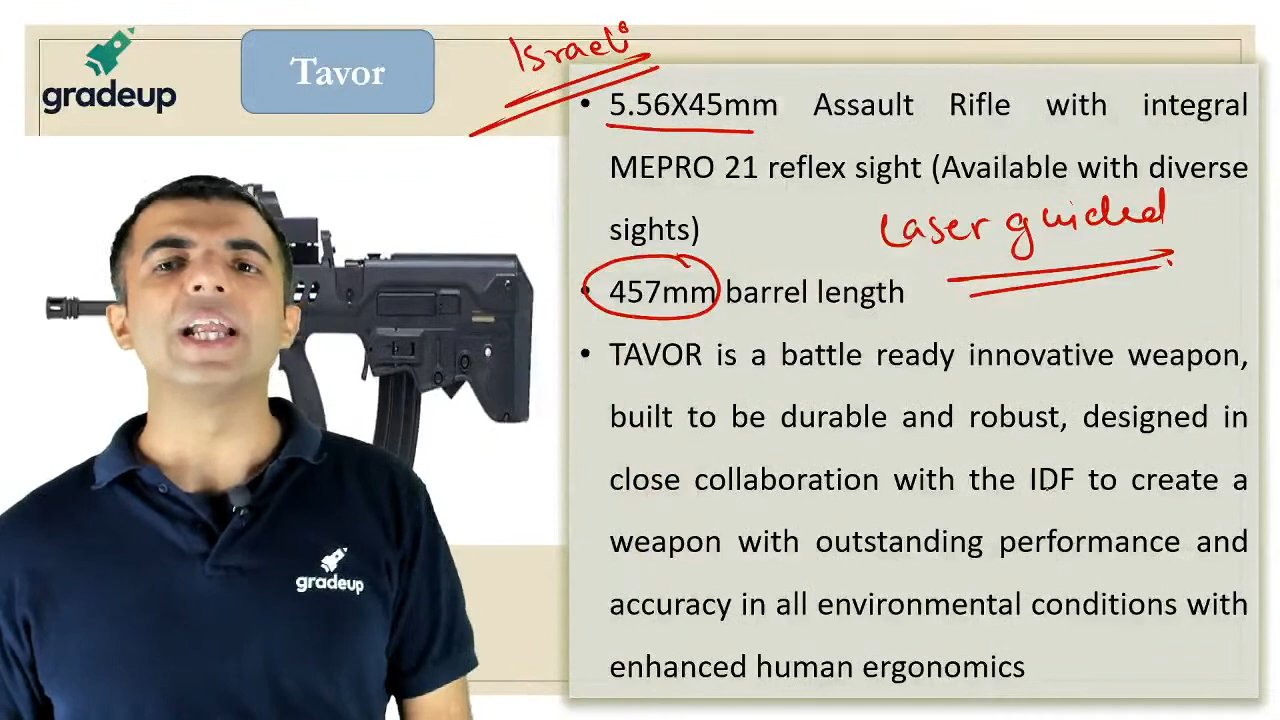 gradeup
Tavor
Israeli
• 5.56X45mm Assault Rifle with integral
MEPRO 21 reflex sight (Available with diverse
sights)
Laser guided
• 457mm barrel length
• TAVOR is a battle ready innovative weapon,
built to be durable and robust, designed in
close collaboration with the IDF to create a
weapon with outstanding performance and
accuracy in all environmental conditions with
enhanced human ergonomics
gradeup